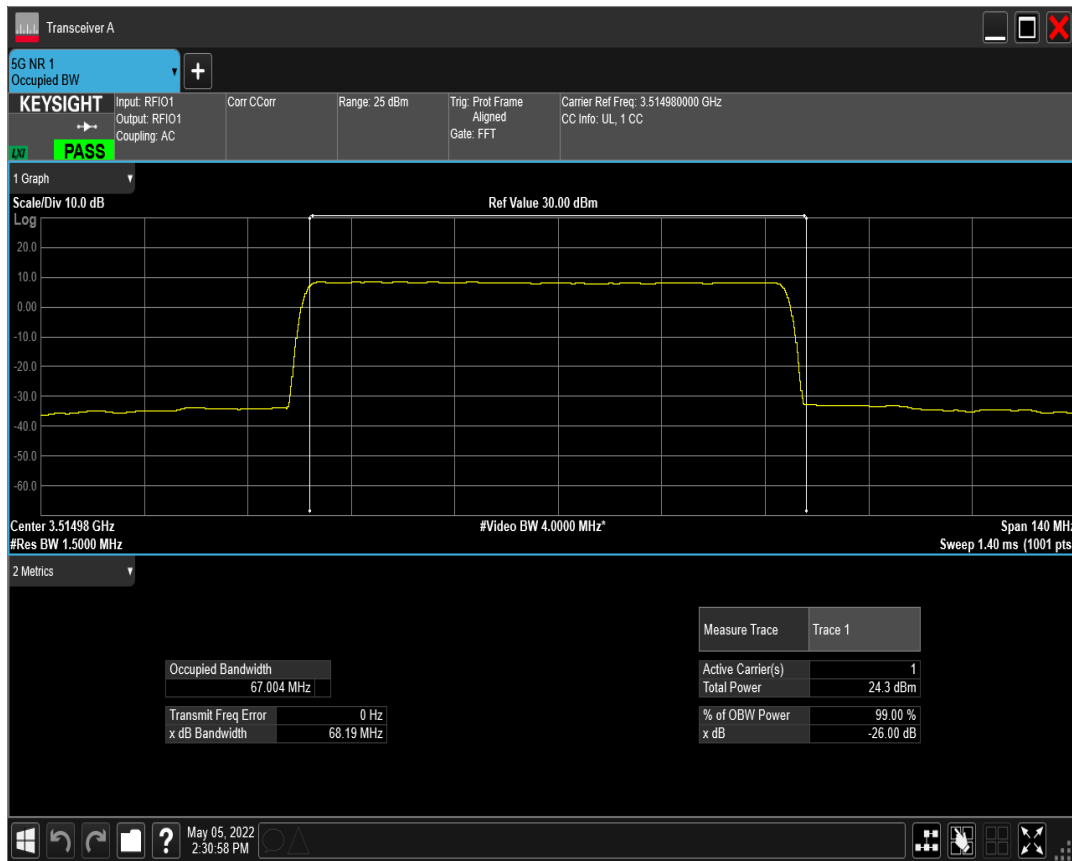 Transceiver A
5G NR 1
Occupied BW
+
KEYSIGHT
Input: RFIO1
Output: RFIO1
Coupling: AC
Corr CCorr
Range: 25 dBm
Trig: Prot Frame
Aligned
Gate: FFT
Carrier Ref Freq: 3.514980000 GHz
CC Info: UL, 1 CC
LXI
PASS
1 Graph
Scale/Div 10.0 dB
Ref Value 30.00 dBm
Log
20.0
10.0
0.00
-10.0
-20.0
-30.0
-40.0
-50.0
-60.0
Center 3.51498 GHz
#Video BW 4.0000 MHz*
Span 140 MHz
#Res BW 1.5000 MHz
Sweep 1.40 ms (1001 pts
2 Metrics
Measure Trace
Trace 1
Occupied Bandwidth
67.004 MHz
Active Carrier(s)
1
Total Power
24.3 dBm
Transmit Freq Error
0 Hz
x dB Bandwidth
68.19 MHz
% of OBW Power
99.00 %
x dB
-26.00 dB
?
May 05, 2022
2:30:58 PM